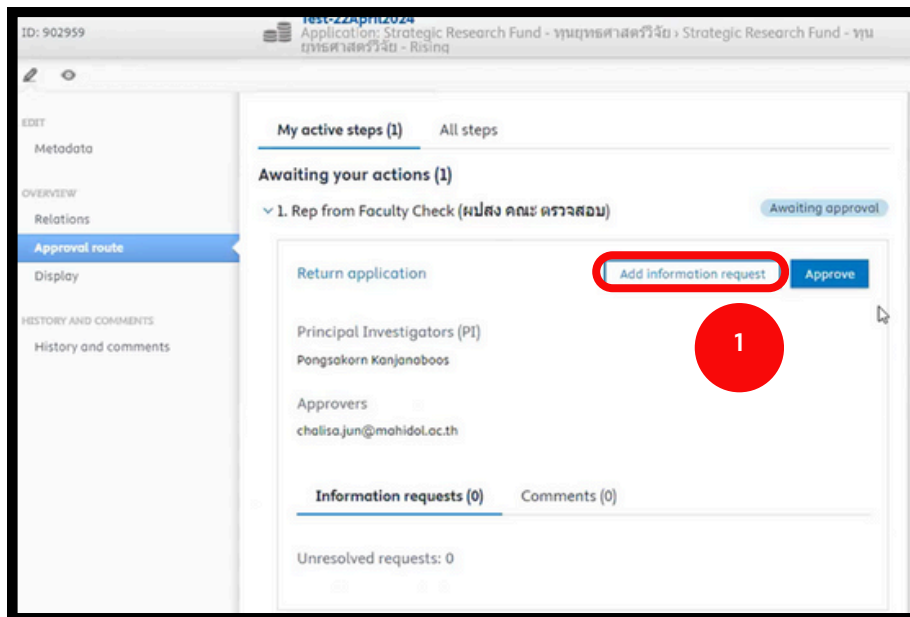 ID: 902959
Test-22April2024
Application: Strategic Research Fund - ทุนยุทธศาสตร์วิจัย › Strategic Research Fund - ทุน
ยุทธศาสตร์วิจัย - Rising
EDIT
Metadata
OVERVIEW
Relations
Approval route
Display
HISTORY AND COMMENTS
History and comments
My active steps (1) All steps
Awaiting your actions (1)
1. Rep from Faculty Check (ผปสง คณะ ตรวจสอบ) Awaiting approval
Return application Add information request Approve
1
Principal Investigators (PI)
Pongsakorn Kanjanaboos
Approvers
chalisa.jun@mahidol.ac.th
Information requests (0) Comments (0)
Unresolved requests: 0